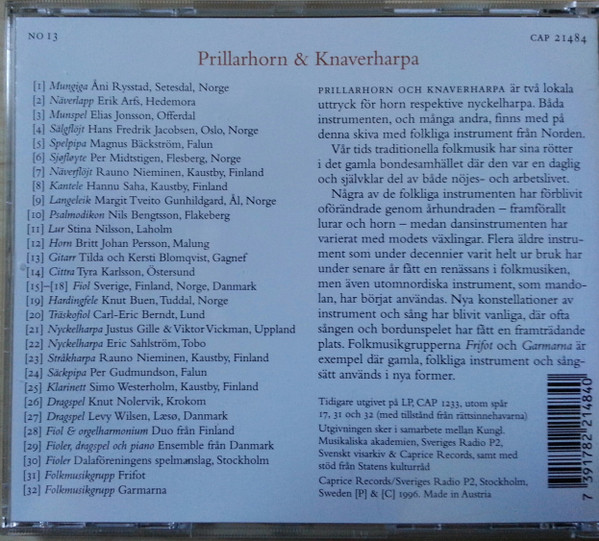 NO 13
CAP 21484
Prillarhorn & Knaverharpa
[1] Mungiga Åni Rysstad, Setesdal, Norge
[2] Näverlapp Erik Arfs, Hedemora
[3] Munspel Elias Jonsson, Offerdal
[4] Sälgflöjt Hans Fredrik Jacobsen, Oslo, Norge
[5] Spelpipa Magnus Bäckström, Falun
[6] Sjøfløyte Per Midtstigen, Flesberg, Norge
[7] Näverflöjt Rauno Nieminen, Kaustby, Finland
[8] Kantele Hannu Saha, Kaustby, Finland
[9] Langeleik Margit Tveito Gunhildgard, Ål, Norge
[10] Psalmodikon Nils Bengtsson, Flakeberg
[11] Lur Stina Nilsson, Laholm
[12] Horn Britt Johan Persson, Malung
[13] Gitarr Tilda och Kersti Blomqvist, Gagnef
[14] Cittra Tyra Karlsson, Östersund
[15]–[18] Fiol Sverige, Finland, Norge, Danmark
[19] Hardingfele Knut Buen, Tuddal, Norge
[20] Träskofiol Carl-Eric Berndt, Lund
[21] Nyckelharpa Justus Gille & Viktor Vickman, Uppland
[22] Nyckelharpa Eric Sahlström, Tobo
[23] Stråkharpa Rauno Nieminen, Kaustby, Finland
[24] Säckpipa Per Gudmundson, Falun
[25] Klarinett Simo Westerholm, Kaustby, Finland
[26] Dragspel Knut Nolervik, Krokom
[27] Dragspel Levy Wilsen, Læsø, Danmark
[28] Fiol & orgelharmonium Duo från Finland
[29] Fioler, dragspel och piano Ensemble från Danmark
[30] Fioler Dalaföreningens spelmanslag, Stockholm
[31] Folkmusikgrupp Frifot
[32] Folkmusikgrupp Garmarna
PRILLARHORN OCH KNAVERHARPA är två lokala
uttryck för horn respektive nyckelharpa. Båda
instrumenten, och många andra, finns med på
denna skiva med folkliga instrument från Norden.
Vår tids traditionella folkmusik har sina rötter
i det gamla bondesamhället där den var en daglig
och självklar del av både nöjes- och arbetslivet.
Några av de folkliga instrumenten har förblivit
oförändrade genom århundraden – framförallt
lurar och horn – medan dansinstrumenten har
varierat med modets växlingar. Flera äldre instru-
ment som under decennier varit helt ur bruk har
under senare år fått en renässans i folkmusiken,
men även utomnordiska instrument, som mando-
lan, har börjat användas. Nya konstellationer av
instrument och sång har blivit vanliga, där ofta
sången och bordunspelet har fått en framträdande
plats. Folkmusikgrupperna Frifot och Garmarna är
exempel där gamla, folkliga instrument och sång-
sätt används i nya former.
Tidigare utgivet på LP, CAP 1233, utom spår
17, 31 och 32 (med tillstånd från rättsinnehavarna)
Utgivningen sker i samarbete mellan Kungl.
Musikaliska akademien, Sveriges Radio P2,
Svenskt visarkiv & Caprice Records, samt med
stöd från Statens kulturråd
Caprice Records/Sveriges Radio P2, Stockholm,
Sweden [P] & [C] 1996. Made in Austria
7 391782 214840